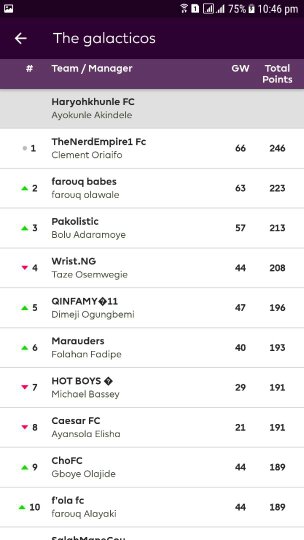 75% 10:46 pm
The galacticos
# Team / Manager GW Total Points
Haryohkhunle FC
Ayokunle Akindele
1 TheNerdEmpire1 Fc 66 246
Clement Oriaifo
2 farouq babes 63 223
farouq olawale
3 Pakolistic 57 213
Bolu Adaramoye
4 Wrist.NG 44 208
Taze Osemwegie
5 QINFAMY�11 47 196
Dimeji Ogungbemi
6 Marauders 40 193
Folahan Fadipe
7 HOT BOYS � 29 191
Michael Bassey
8 Caesar FC 21 191
Ayansola Elisha
9 ChoFC 44 189
Gboye Olajide
10 f'ola fc 44 189
farouq Alayaki